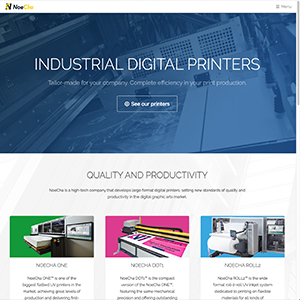 NoeCha
Menu
INDUSTRIAL DIGITAL PRINTERS
Tailor-made for your company. Complete efficiency in your print production.
See our printers
QUALITY AND PRODUCTIVITY
NoeCha is a high-tech company that develops large format digital printers, setting new standards of quality and
productivity in the digital graphic arts market.
NOECHA ONE
NoeCha ONE™ is one of the
biggest flatbed UV printers in the
market, achieving great levels of
production and delivering first-
NOECHA DOT1
NoeCha DOT1™ is the compact
version of the NoeCha ONE™,
featuring the same moving
precision and offering outstanding
NOECHA ROLL2
NoeCha ROLL2™ is the wide
format roll-to-roll UV inkjet system
dedicated to printing on flexible
materials for all kinds of